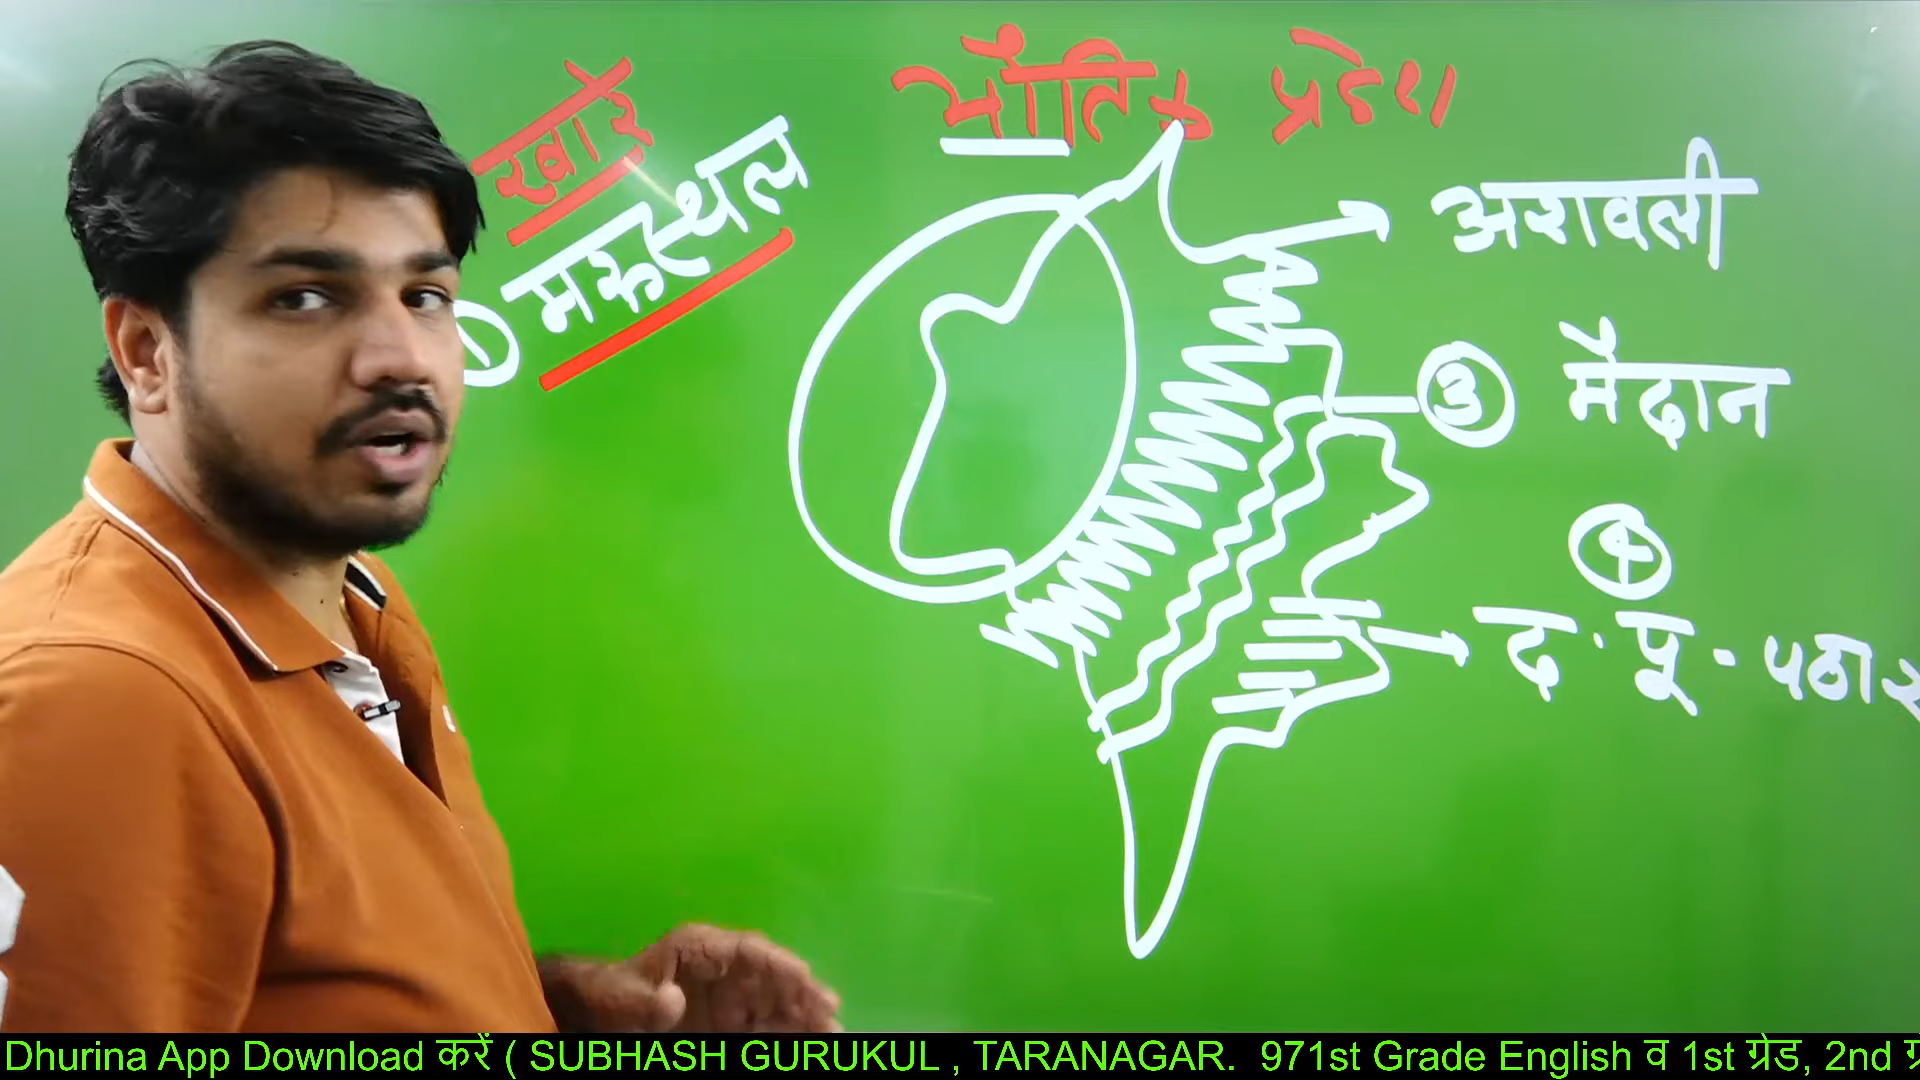 भौतिक प्रदेश
खारे
① मरुस्थल
अरावली
③ मैदान
④
द. पू. पठार
Dhurina App Download करें ( SUBHASH GURUKUL , TARANAGAR. 971st Grade English व 1st ग्रेड, 2nd